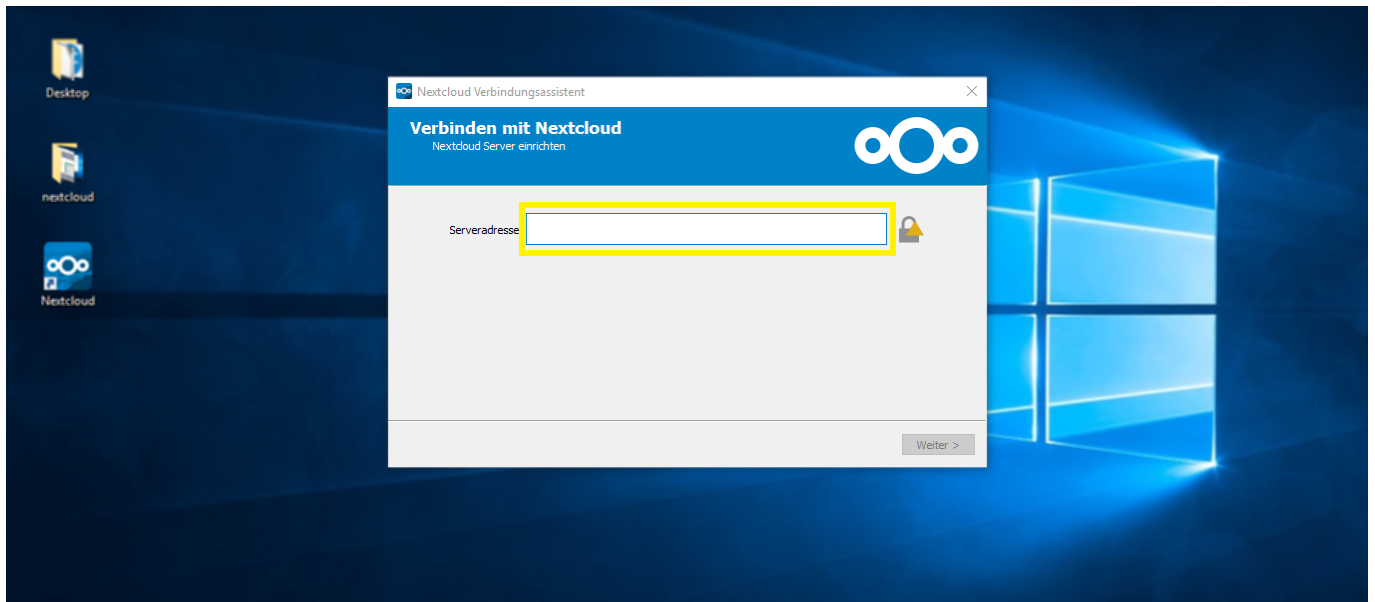 Desktop
nextcloud
Nextcloud
Nextcloud Verbindungsassistent
Verbinden mit Nextcloud
Nextcloud Server einrichten
Serveradresse
Weiter >